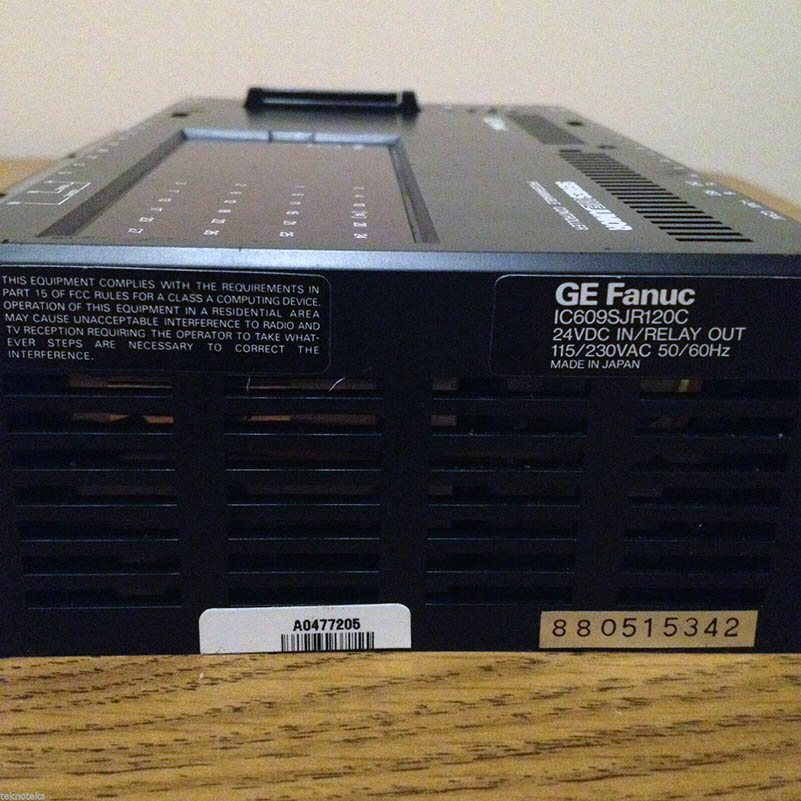 PROGRAMMABLE CONTROLLER
THIS EQUIPMENT COMPLIES WITH THE REQUIREMENTS IN
PART 15 OF FCC RULES FOR A CLASS A COMPUTING DEVICE.
OPERATION OF THIS EQUIPMENT IN A RESIDENTIAL AREA
MAY CAUSE UNACCEPTABLE INTERFERENCE TO RADIO AND
TV RECEPTION REQUIRING THE OPERATOR TO TAKE WHAT-
EVER STEPS ARE NECESSARY TO CORRECT THE
INTERFERENCE.
GE Fanuc
IC609SJR120C
24VDC IN/RELAY OUT
115/230VAC 50/60Hz
MADE IN JAPAN
A0477205
880515342
teknoteks